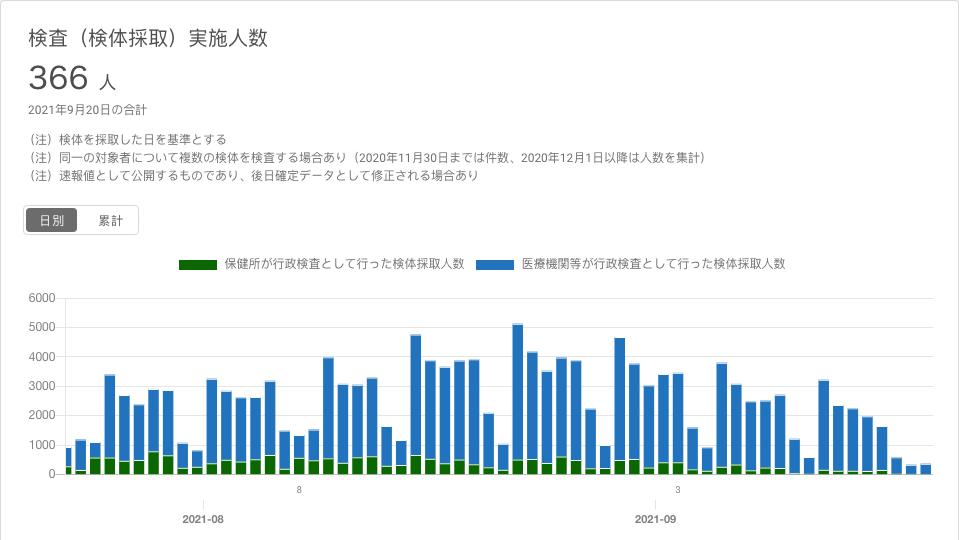 検査（検体採取）実施人数
366 人
2021年9月20日の合計
（注）検体を採取した日を基準とする
（注）同一の対象者について複数の検体を検査する場合あり（2020年11月30日までは件数、2020年12月1日以降は人数を集計）
（注）速報値として公開するものであり、後日確定データとして修正される場合あり
日別 累計
保健所が行政検査として行った検体採取人数 医療機関等が行政検査として行った検体採取人数
6000
5000
4000
3000
2000
1000
0
8 3
2021-08 2021-09